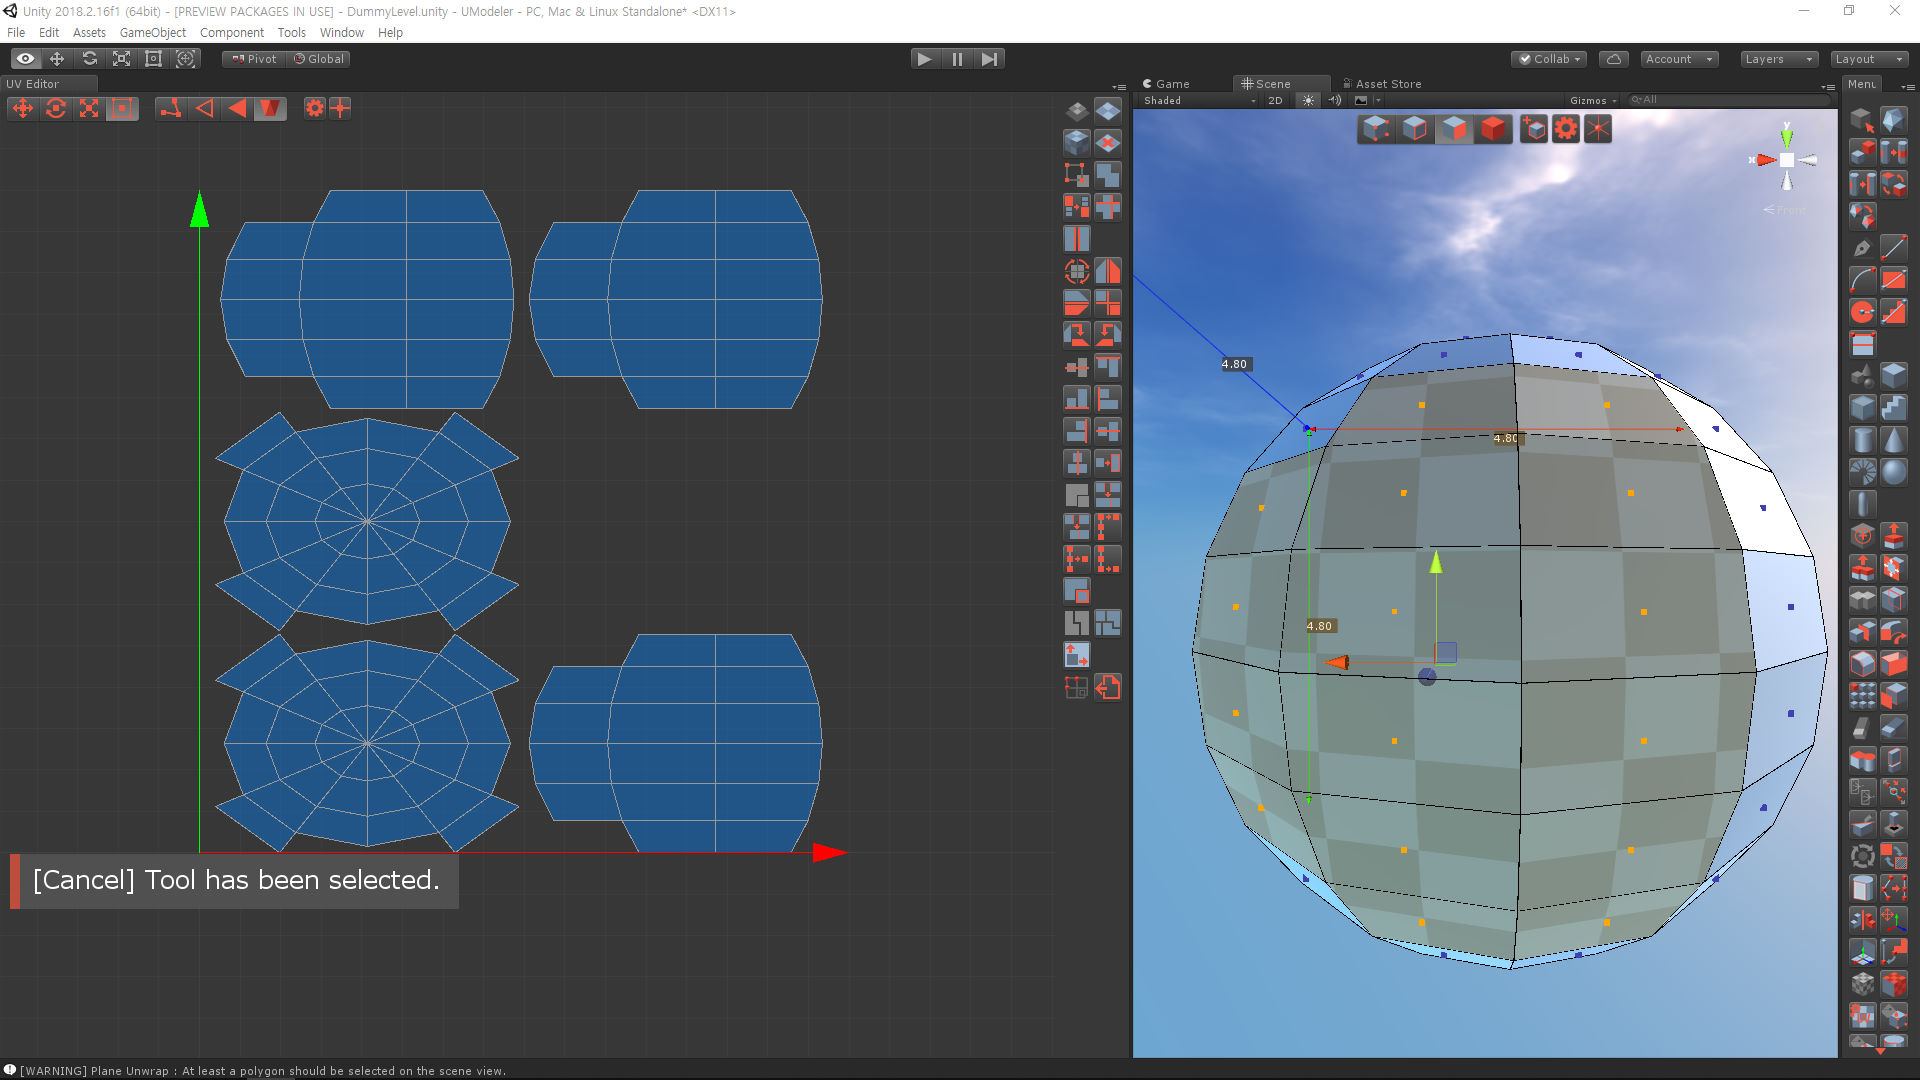 Unity 2018.2.16f1 (64bit) - [PREVIEW PACKAGES IN USE] - DummyLevel.unity - UModeler - PC, Mac & Linux Standalone* <DX11>
File Edit Assets GameObject Component Tools Window Help
Pivot Global Collab Account Layers Layout
UV Editor Game Scene Asset Store Menu
Shaded 2D Gizmos All
y
x
Front
4.80
4.80
4.80
[Cancel] Tool has been selected.
[WARNING] Plane Unwrap : At least a polygon should be selected on the scene view.